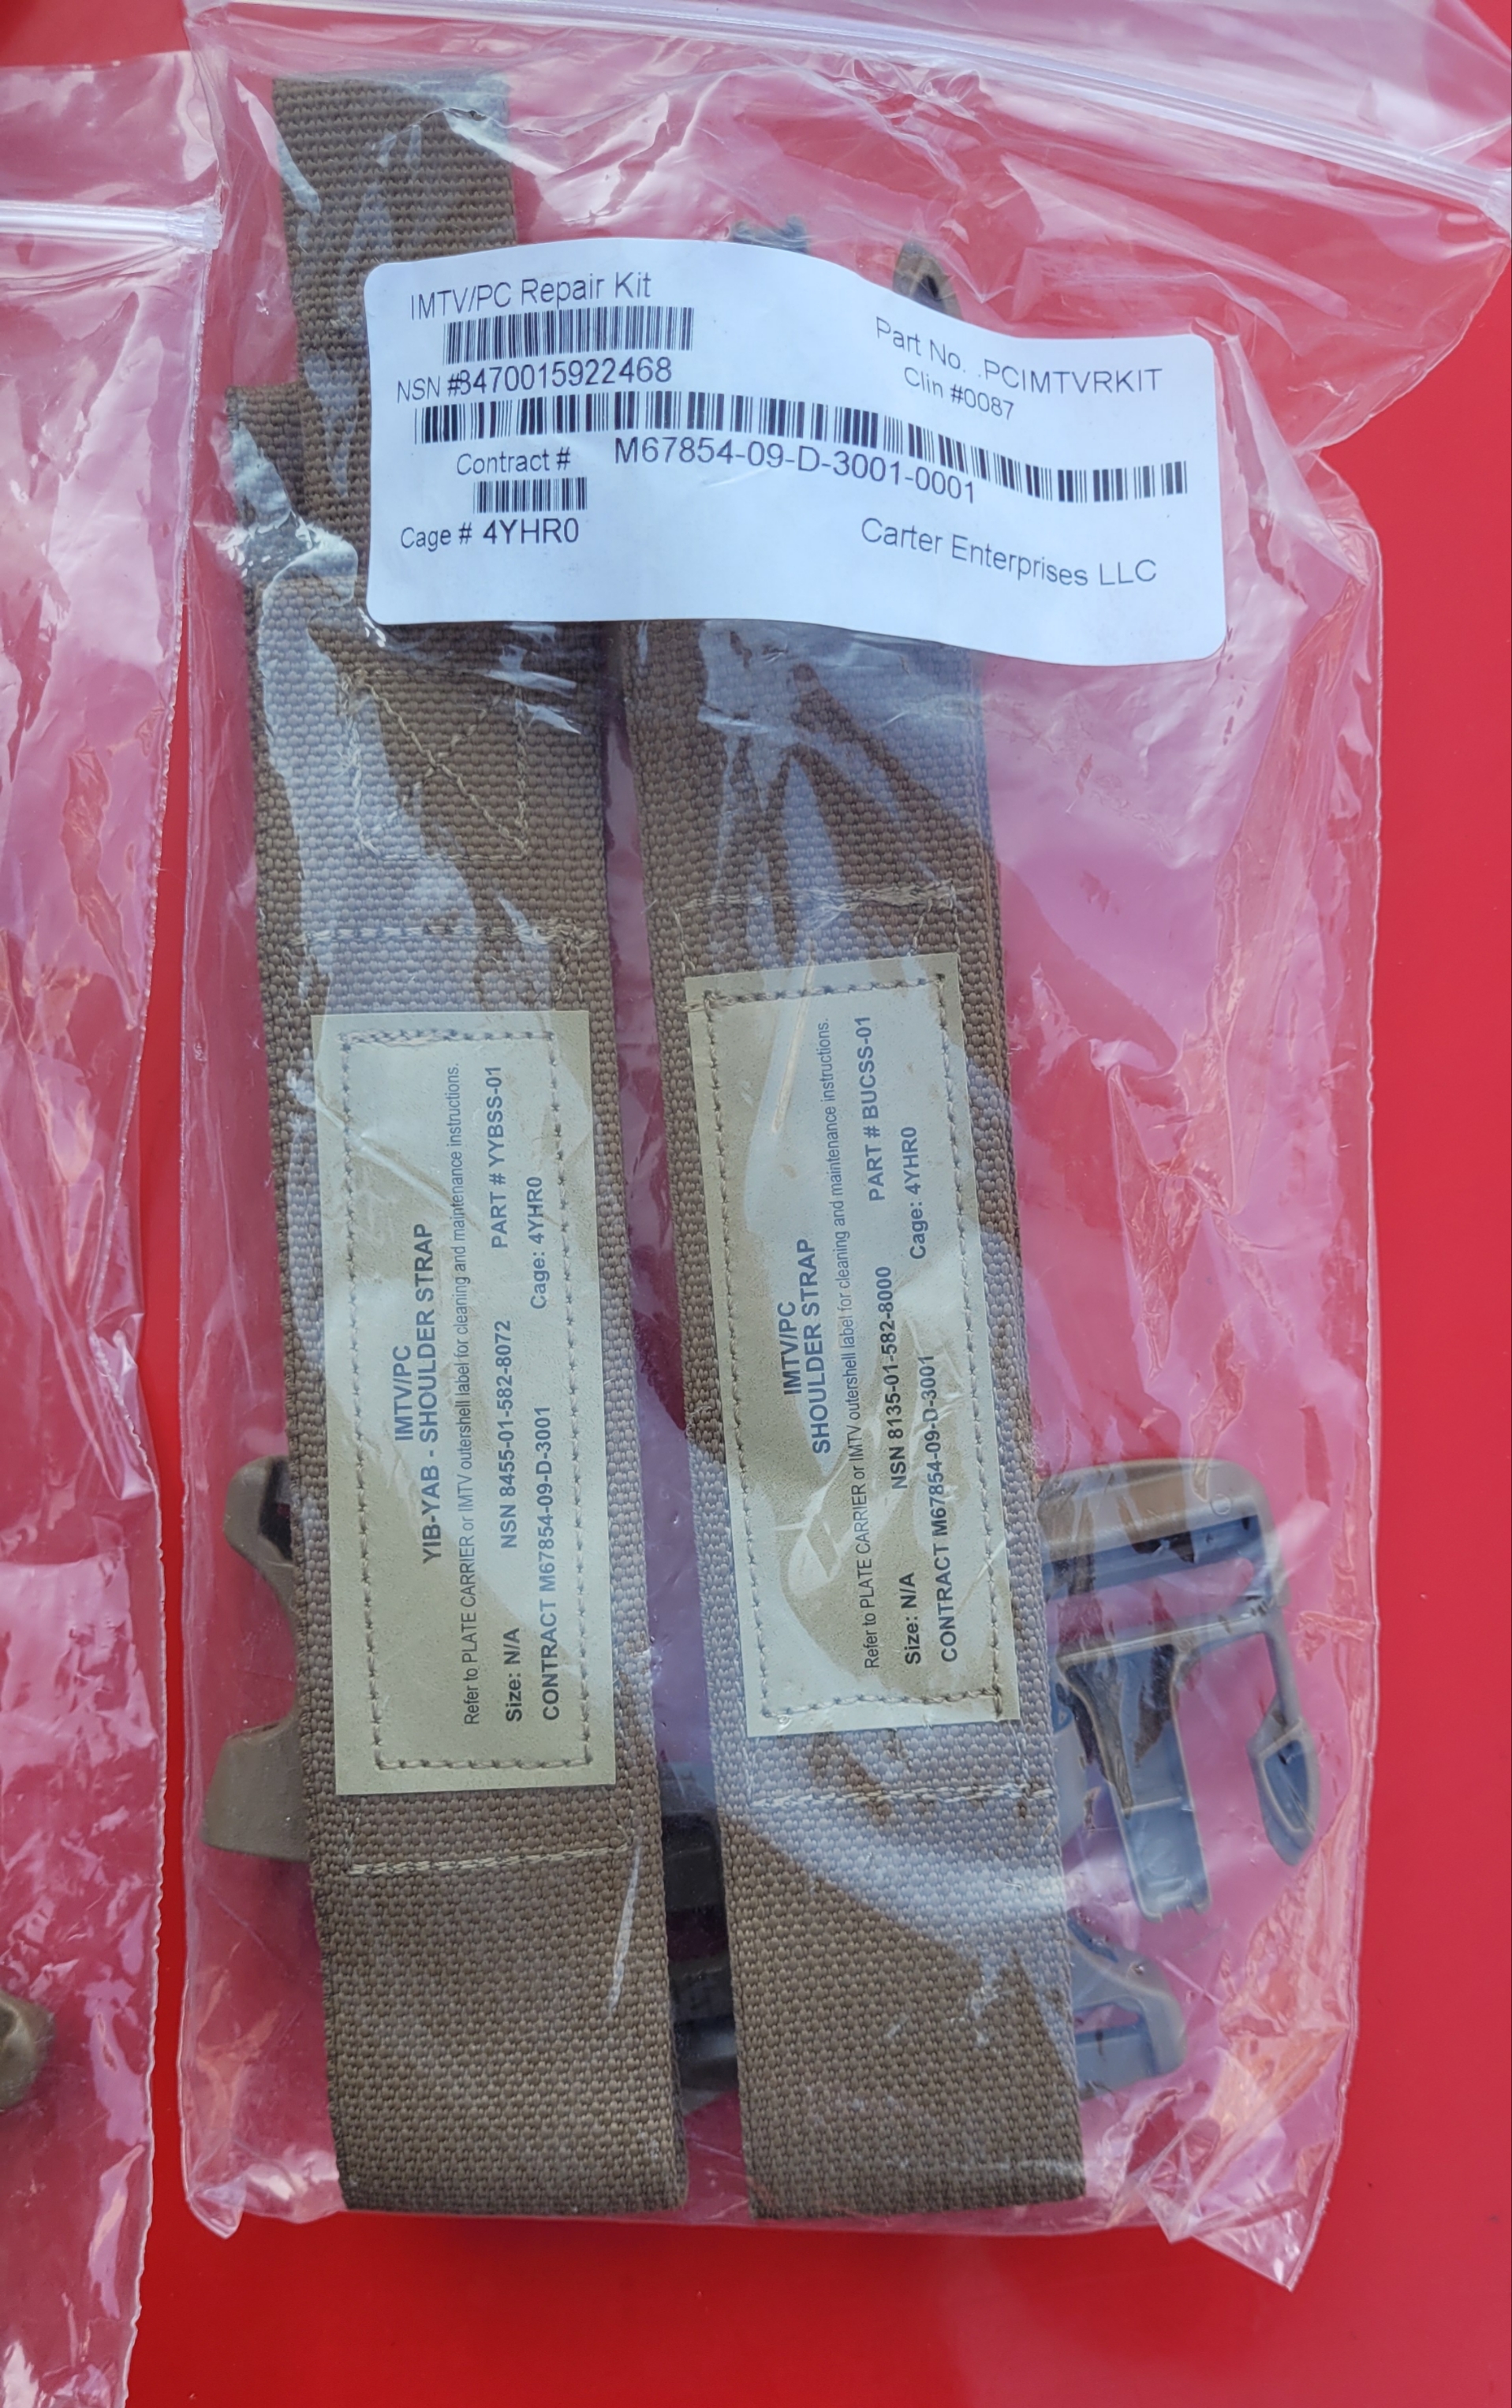 IMTV/PC Repair Kit
Part No. .PCIMTVRKIT
NSN #8470015922468
Clin #0087
Contract # M67854-09-D-3001-0001
Cage # 4YHR0
Carter Enterprises LLC
IMTV/PC
YIB-YAB - SHOULDER STRAP
Refer to PLATE CARRIER or IMTV outershell label for cleaning and maintenance instructions.
Size: N/A NSN 8455-01-582-8072 PART # YYBSS-01
CONTRACT M67854-09-D-3001 Cage: 4YHR0
IMTV/PC
SHOULDER STRAP
Refer to PLATE CARRIER or IMTV outershell label for cleaning and maintenance instructions.
Size: N/A NSN 8135-01-582-8000 PART # BUCSS-01
CONTRACT M67854-09-D-3001 Cage: 4YHR0